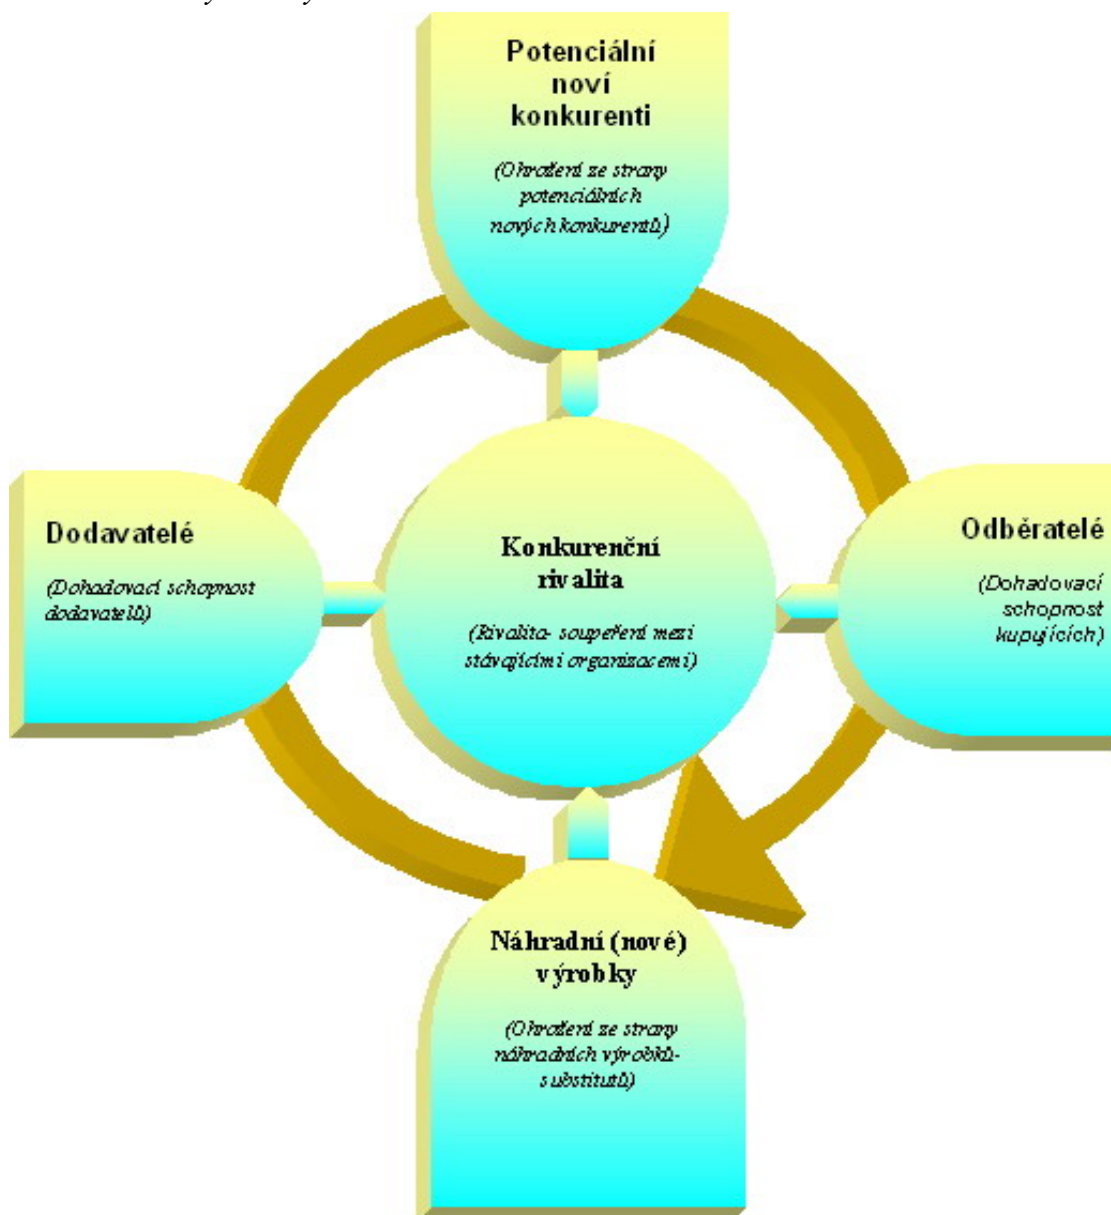 Potenciální
noví
konkurenti
(Ohrožení ze strany
potenciálních
nových konkurentů)
Dodavatelé
(Dohadovací schopnost
dodavatelů)
Konkurenční
rivalita
(Rivalita- soupeření mezi
stávajícími organizacemi)
Odběratelé
(Dohadovací
schopnost
kupujících)
Náhradní (nové)
výrobky
(Ohrožení ze strany
náhradních výrobků-
substitutů)